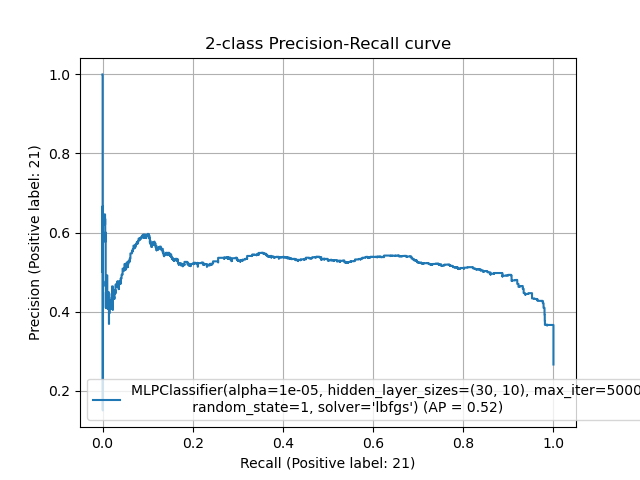 2-class Precision-Recall curve
1.0
0.8
0.6
0.4
0.2
Precision (Positive label: 21)
MLPClassifier(alpha=1e-05, hidden_layer_sizes=(30, 10), max_iter=5000
random_state=1, solver='lbfgs') (AP = 0.52)
0.0 0.2 0.4 0.6 0.8 1.0
Recall (Positive label: 21)